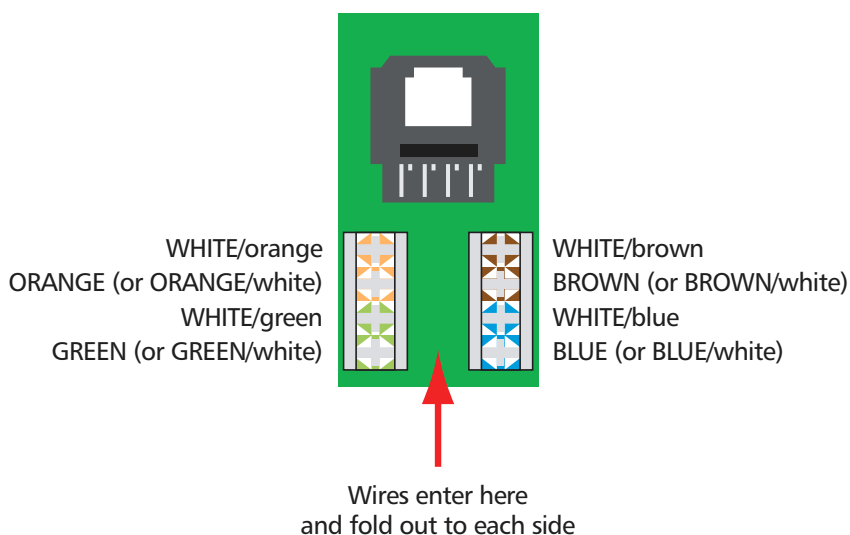 WHITE/orange
ORANGE (or ORANGE/white)
WHITE/green
GREEN (or GREEN/white)
WHITE/brown
BROWN (or BROWN/white)
WHITE/blue
BLUE (or BLUE/white)
Wires enter here
and fold out to each side